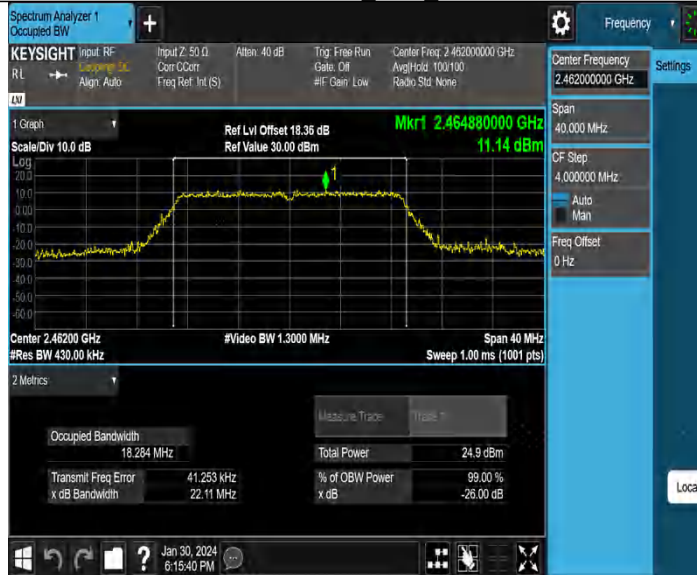 Spectrum Analyzer 1
Occupied BW
+
Frequency
KEYSIGHT
RL
Input: RF
Coupling: DC
Align: Auto
Input Z: 50 Ω
Corr CCorr
Freq Ref: Int (S)
Atten: 40 dB
Trig: Free Run
Gate: Off
#IF Gain: Low
Center Freq: 2.462000000 GHz
Avg|Hold: 100/100
Radio Std: None
LXI
1 Graph
Scale/Div 10.0 dB
Ref Lvl Offset 18.36 dB
Ref Value 30.00 dBm
Mkr1 2.464880000 GHz
11.14 dBm
Log
20.0
10.0
0.00
-10.0
-20.0
-30.0
-40.0
-50.0
-60.0
1
Center 2.46200 GHz
#Res BW 430.00 kHz
#Video BW 1.3000 MHz
Span 40 MHz
Sweep 1.00 ms (1001 pts)
2 Metrics
Measure Trace
Trace 1
Occupied Bandwidth
18.284 MHz
Total Power
24.9 dBm
Transmit Freq Error
41.253 kHz
% of OBW Power
99.00 %
x dB Bandwidth
22.11 MHz
x dB
-26.00 dB
Center Frequency
2.462000000 GHz
Settings
Span
40.000 MHz
CF Step
4.000000 MHz
Auto
Man
Freq Offset
0 Hz
Loca
?
Jan 30, 2024
6:15:40 PM